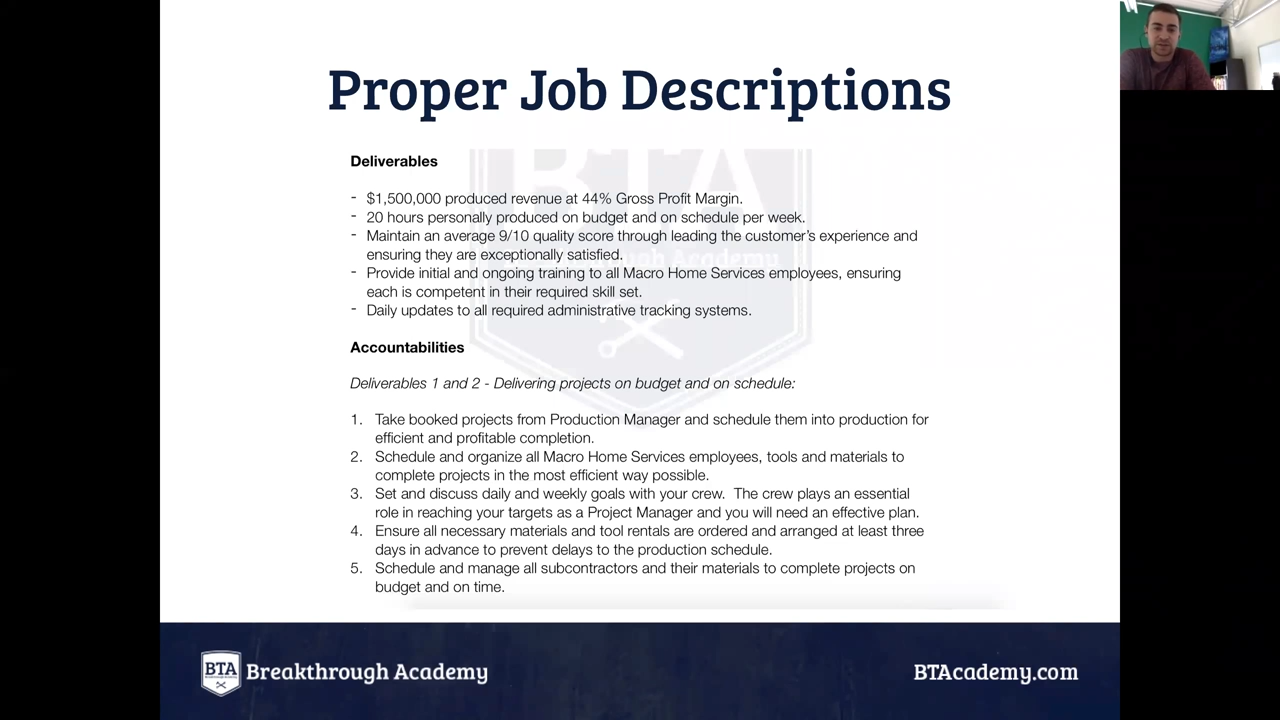 Proper Job Descriptions
Deliverables
- $1,500,000 produced revenue at 44% Gross Profit Margin.
- 20 hours personally produced on budget and on schedule per week.
- Maintain an average 9/10 quality score through leading the customer's experience and
ensuring they are exceptionally satisfied.
- Provide initial and ongoing training to all Macro Home Services employees, ensuring
each is competent in their required skill set.
- Daily updates to all required administrative tracking systems.
Accountabilities
Deliverables 1 and 2 - Delivering projects on budget and on schedule:
1. Take booked projects from Production Manager and schedule them into production for
efficient and profitable completion.
2. Schedule and organize all Macro Home Services employees, tools and materials to
complete projects in the most efficient way possible.
3. Set and discuss daily and weekly goals with your crew. The crew plays an essential
role in reaching your targets as a Project Manager and you will need an effective plan.
4. Ensure all necessary materials and tool rentals are ordered and arranged at least three
days in advance to prevent delays to the production schedule.
5. Schedule and manage all subcontractors and their materials to complete projects on
budget and on time.
BTA Breakthrough Academy
BTAcademy.com